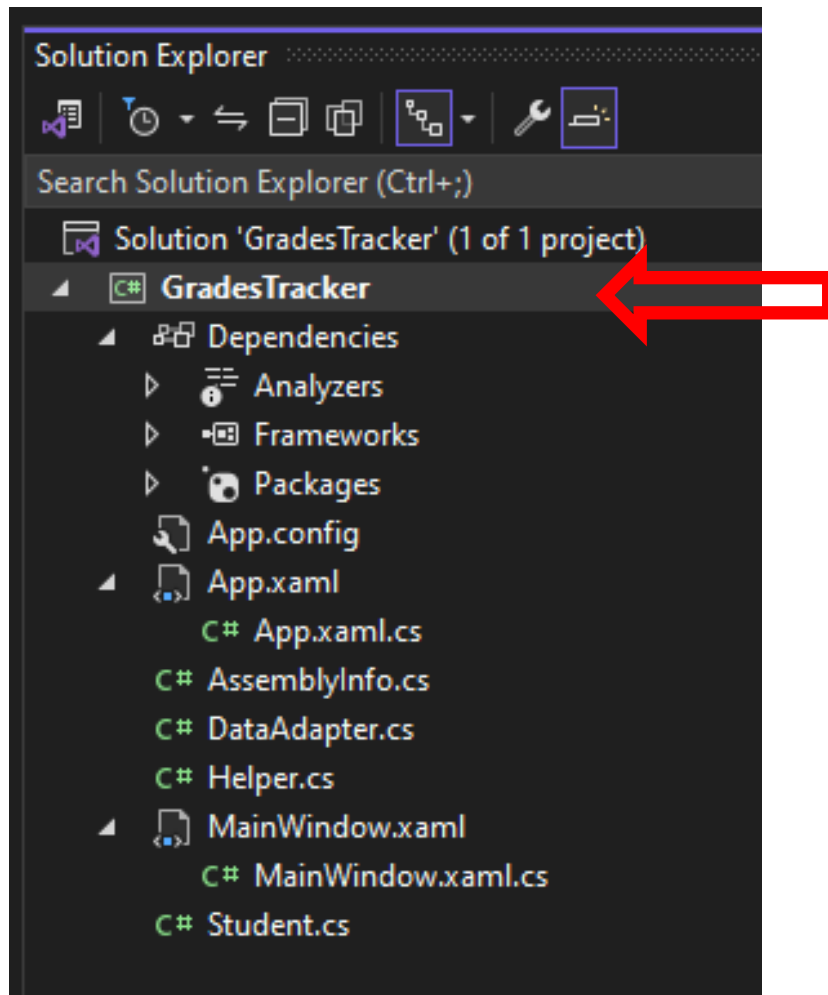 Solution Explorer
Search Solution Explorer (Ctrl+;)
Solution 'GradesTracker' (1 of 1 project)
C# GradesTracker
Dependencies
Analyzers
Frameworks
Packages
App.config
App.xaml
C# App.xaml.cs
C# AssemblyInfo.cs
C# DataAdapter.cs
C# Helper.cs
MainWindow.xaml
C# MainWindow.xaml.cs
C# Student.cs